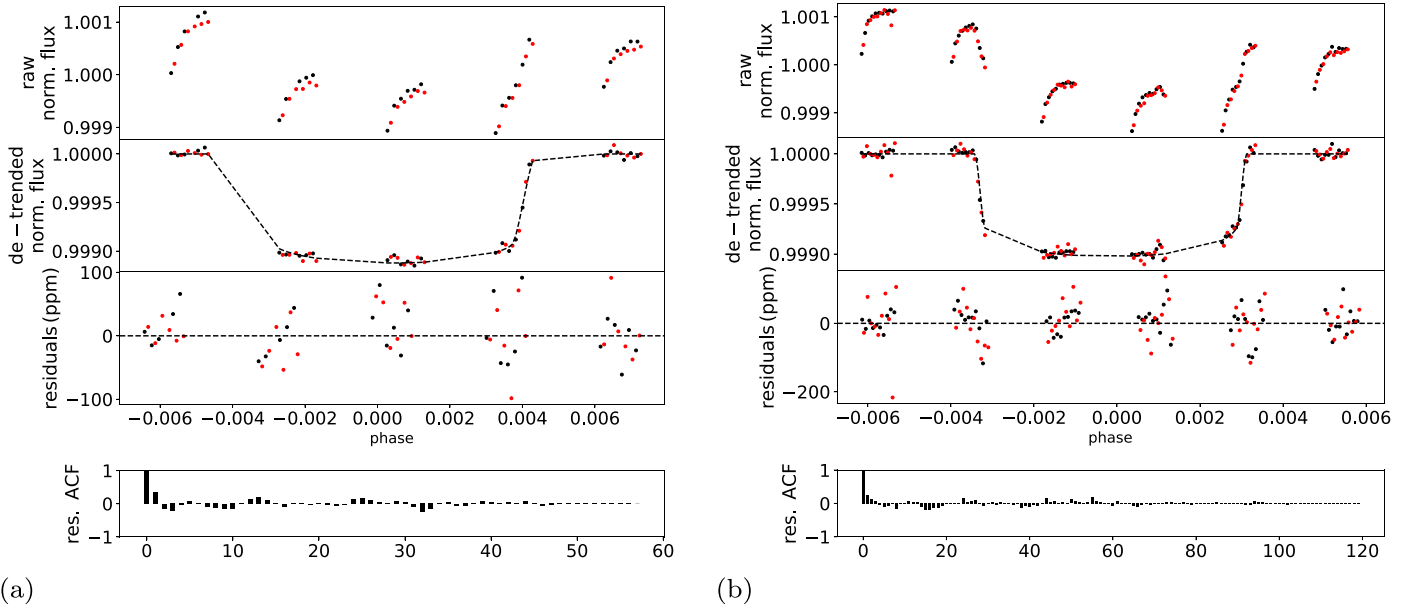 1.001
1.000
0.999
raw
norm. flux
1.0000
0.9995
0.9990
de − trended
norm. flux
100
0
−100
residuals (ppm)
−0.006 −0.004 −0.002 0.000 0.002 0.004 0.006
phase
1
0
−1
res. ACF
0 10 20 30 40 50 60
(a)
1.001
1.000
0.999
raw
norm. flux
1.0000
0.9995
0.9990
de − trended
norm. flux
0
−200
residuals (ppm)
−0.006 −0.004 −0.002 0.000 0.002 0.004 0.006
phase
1
0
−1
res. ACF
0 20 40 60 80 100 120
(b)